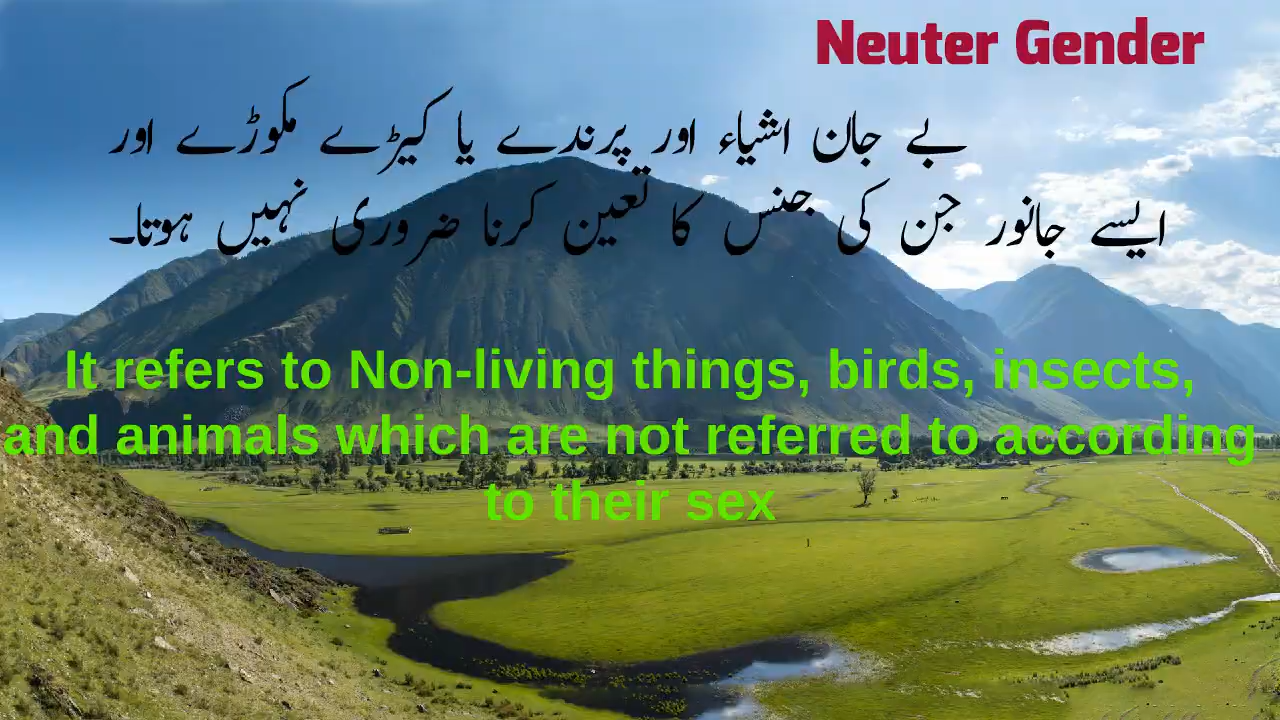 Neuter Gender
بے جان اشیاء اور پرندے یا کیڑے مکوڑے اور
ایسے جانور جن کی جنس کا تعین کرنا ضروری نہیں ہوتا۔
It refers to Non-living things, birds, insects,
and animals which are not referred to according
to their sex